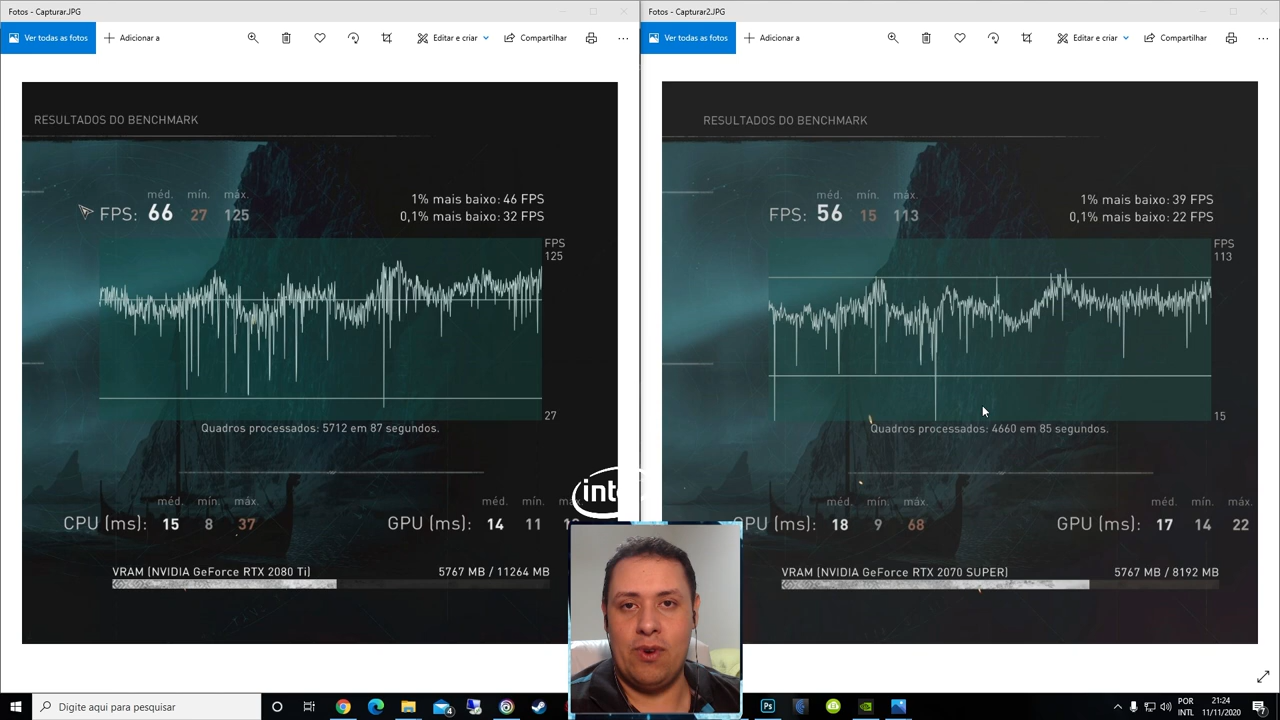 Fotos - Capturar.JPG
Ver todas as fotos
Adicionar a
Editar e criar
Compartilhar
RESULTADOS DO BENCHMARK
méd. mín. máx.
FPS: 66 27 125
1% mais baixo: 46 FPS
0,1% mais baixo: 32 FPS
FPS
125
27
Quadros processados: 5712 em 87 segundos.
méd. mín. máx.
CPU (ms): 15 8 37
méd. mín.
GPU (ms): 14 11
VRAM (NVIDIA GeForce RTX 2080 Ti) 5767 MB / 11264 MB
Fotos - Capturar2.JPG
Ver todas as fotos
Adicionar a
Editar e criar
Compartilhar
RESULTADOS DO BENCHMARK
méd. mín. máx.
FPS: 56 15 113
1% mais baixo: 39 FPS
0,1% mais baixo: 22 FPS
FPS
113
15
Quadros processados: 4660 em 85 segundos.
méd. mín. máx.
CPU (ms): 18 9 68
méd. mín. máx.
GPU (ms): 17 14 22
VRAM (NVIDIA GeForce RTX 2070 SUPER) 5767 MB / 8192 MB
Digite aqui para pesquisar
Ps
POR
INTL
21:24
11/11/2020